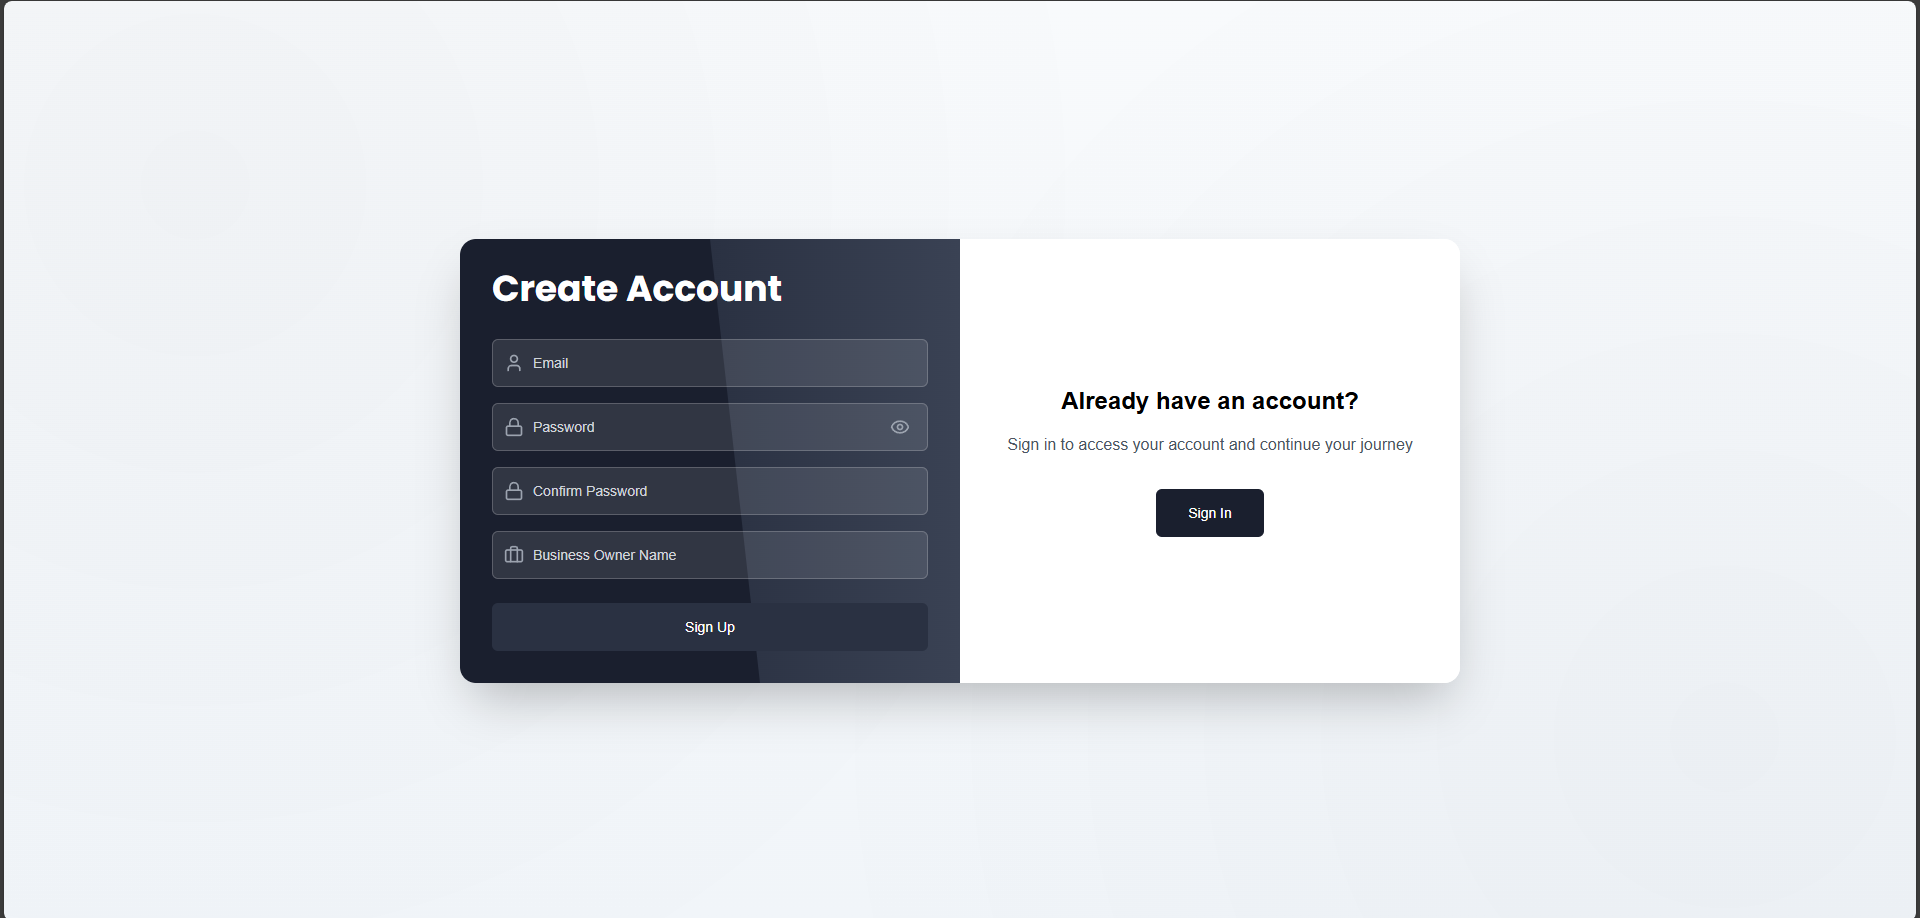 Create Account
Email
Password
Confirm Password
Business Owner Name
Sign Up
Already have an account?
Sign in to access your account and continue your journey
Sign In